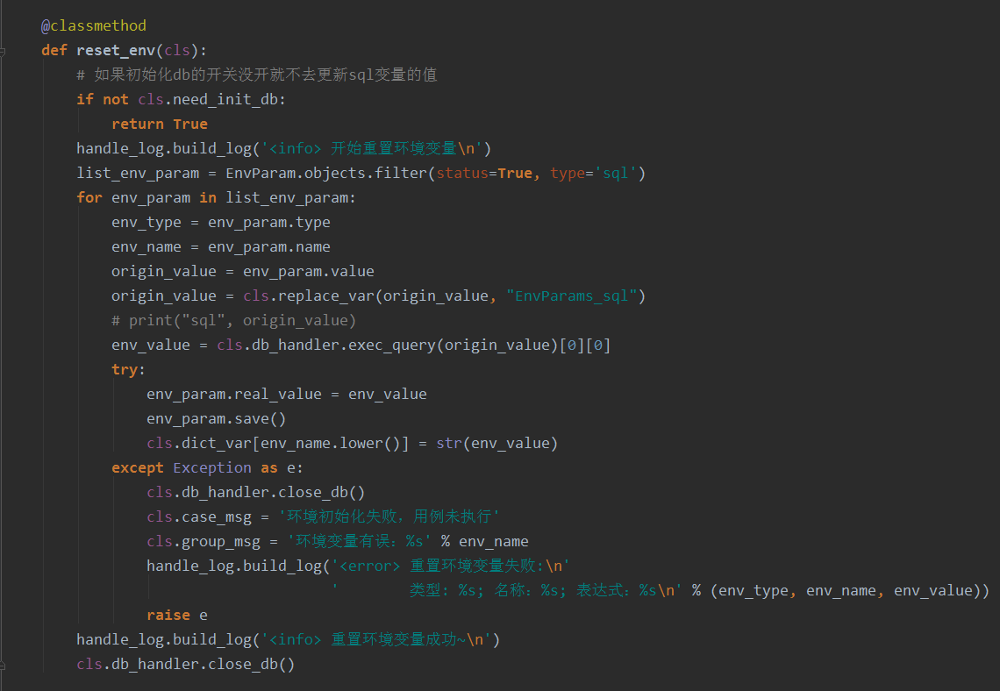 @classmethod
def reset_env(cls):
    # 如果初始化db的开关没开就不去更新sql变量的值
    if not cls.need_init_db:
        return True
    handle_log.build_log('<info> 开始重置环境变量\n')
    list_env_param = EnvParam.objects.filter(status=True, type='sql')
    for env_param in list_env_param:
        env_type = env_param.type
        env_name = env_param.name
        origin_value = env_param.value
        origin_value = cls.replace_var(origin_value, "EnvParams_sql")
        # print("sql", origin_value)
        env_value = cls.db_handler.exec_query(origin_value)[0][0]
        try:
            env_param.real_value = env_value
            env_param.save()
            cls.dict_var[env_name.lower()] = str(env_value)
        except Exception as e:
            cls.db_handler.close_db()
            cls.case_msg = '环境初始化失败，用例未执行'
            cls.group_msg = '环境变量有误：%s' % env_name
            handle_log.build_log('<error> 重置环境变量失败:\n'
                                 '        类型: %s; 名称：%s; 表达式：%s\n' % (env_type, env_name, env_value))
            raise e
    handle_log.build_log('<info> 重置环境变量成功~\n')
    cls.db_handler.close_db()